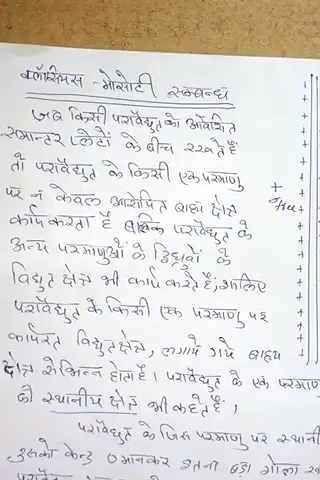 क्लॉसियस - मोसोटी सम्बन्ध
जब किसी परावैद्युत को आवेशित
समान्तर प्लेटों के बीच रखते हैं
तो परावैद्युत के किसी एक परमाणु
पर न केवल आरोपित बाह्य क्षेत्र
कार्य करता है बल्कि परावैद्युत के
अन्य परमाणुओं के द्विध्रुवों के
विद्युत क्षेत्र भी कार्य करते हैं, इसलिए
परावैद्युत के किसी एक परमाणु पर
कार्यरत विद्युत क्षेत्र, लगाये गये बाह्य
क्षेत्र से भिन्न होता है। परावैद्युत के एक परमाणु
को स्थानीय क्षेत्र भी कहते हैं।
परावैद्युत के जिस परमाणु पर स्थानी
उसको केन्द्र O मानकर इतना बड़ा गोला
+
+
+
+
+
+
+
+
+
+
+
+
+
+